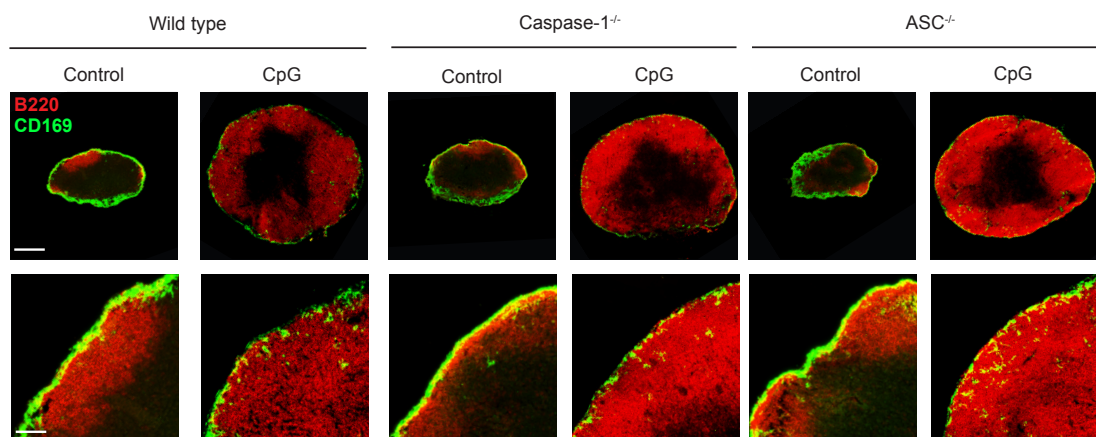 Wild type Caspase-1-/- ASC-/-
Control CpG Control CpG Control CpG
B220
CD169